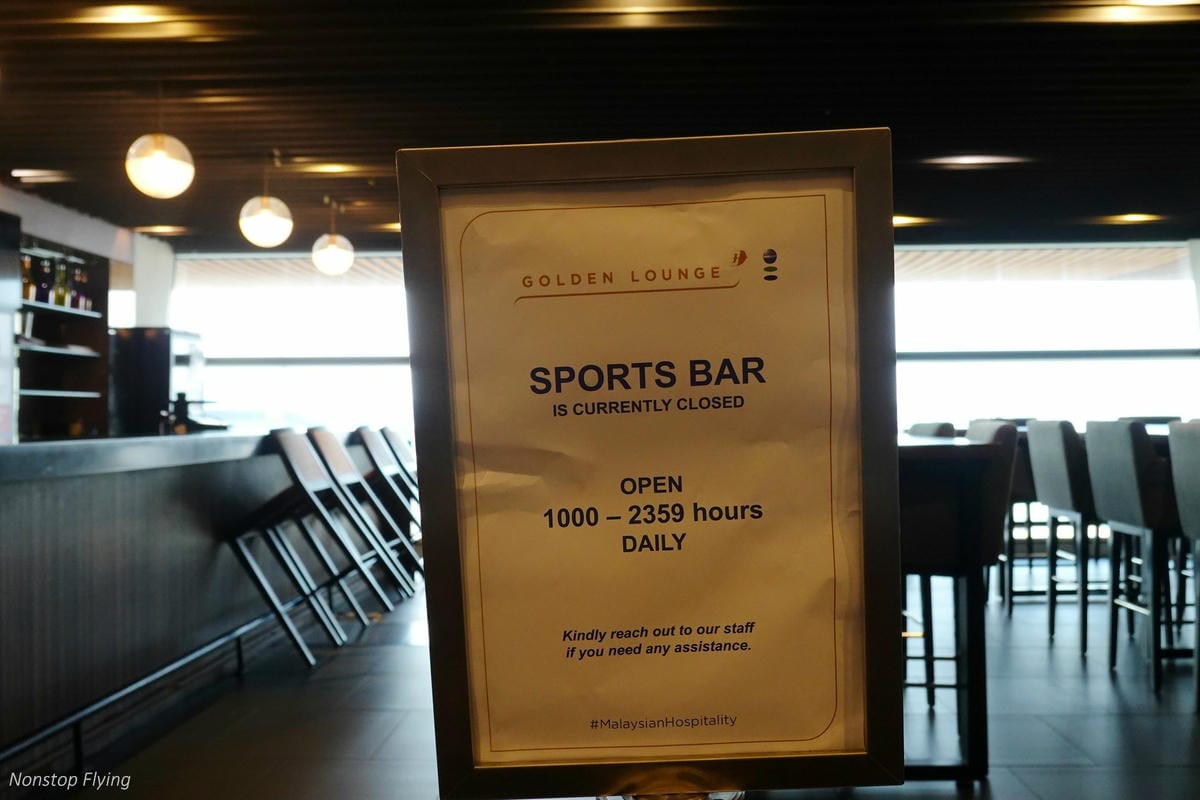 GOLDEN LOUNGE
SPORTS BAR
IS CURRENTLY CLOSED
OPEN
1000 – 2359 hours
DAILY
Kindly reach out to our staff
if you need any assistance.
#MalaysianHospitality
Nonstop Flying